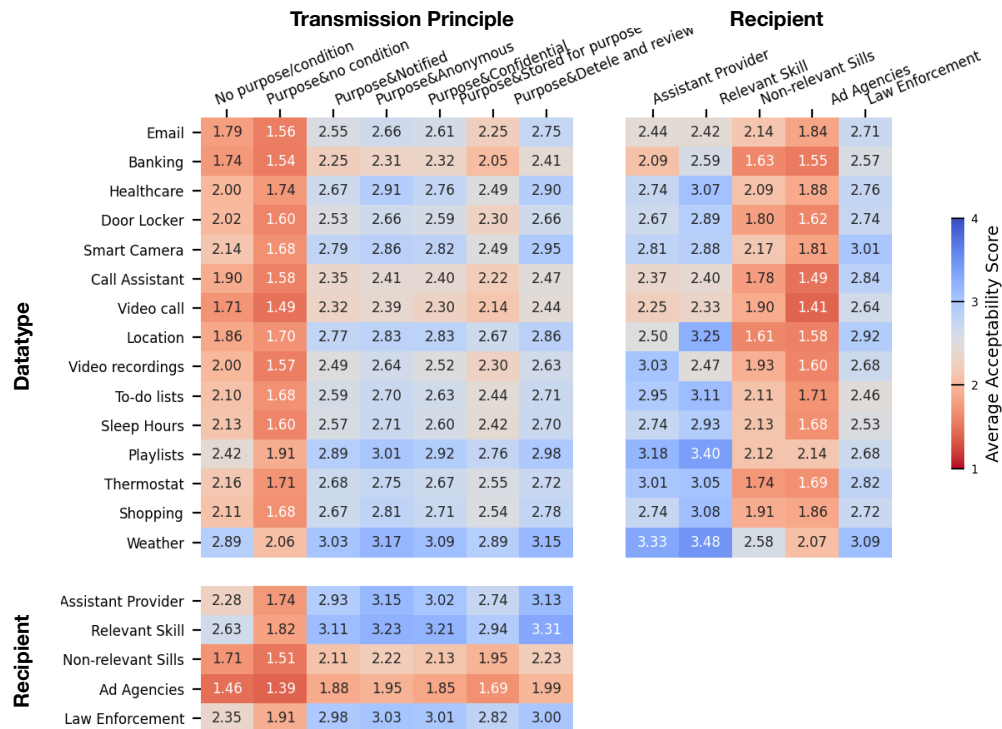 Transmission Principle
Recipient
No purpose/condition
Purpose&no condition
Purpose&Notified
Purpose&Anonymous
Purpose&Confidential
Purpose&Stored for purpose
Purpose&Detele and review
Assistant Provider
Relevant Skill
Non-relevant Sills
Ad Agencies
Law Enforcement
Datatype
Email 1.79 1.56 2.55 2.66 2.61 2.25 2.75 2.44 2.42 2.14 1.84 2.71
Banking 1.74 1.54 2.25 2.31 2.32 2.05 2.41 2.09 2.59 1.63 1.55 2.57
Healthcare 2.00 1.74 2.67 2.91 2.76 2.49 2.90 2.74 3.07 2.09 1.88 2.76
Door Locker 2.02 1.60 2.53 2.66 2.59 2.30 2.66 2.67 2.89 1.80 1.62 2.74
Smart Camera 2.14 1.68 2.79 2.86 2.82 2.49 2.95 2.81 2.88 2.17 1.81 3.01
Call Assistant 1.90 1.58 2.35 2.41 2.40 2.22 2.47 2.37 2.40 1.78 1.49 2.84
Video call 1.71 1.49 2.32 2.39 2.30 2.14 2.44 2.25 2.33 1.90 1.41 2.64
Location 1.86 1.70 2.77 2.83 2.83 2.67 2.86 2.50 3.25 1.61 1.58 2.92
Video recordings 2.00 1.57 2.49 2.64 2.52 2.30 2.63 3.03 2.47 1.93 1.60 2.68
To-do lists 2.10 1.68 2.59 2.70 2.63 2.44 2.71 2.95 3.11 2.11 1.71 2.46
Sleep Hours 2.13 1.60 2.57 2.71 2.60 2.42 2.70 2.74 2.93 2.13 1.68 2.53
Playlists 2.42 1.91 2.89 3.01 2.92 2.76 2.98 3.18 3.40 2.12 2.14 2.68
Thermostat 2.16 1.71 2.68 2.75 2.67 2.55 2.72 3.01 3.05 1.74 1.69 2.82
Shopping 2.11 1.68 2.67 2.81 2.71 2.54 2.78 2.74 3.08 1.91 1.86 2.72
Weather 2.89 2.06 3.03 3.17 3.09 2.89 3.15 3.33 3.48 2.58 2.07 3.09
4
3
2
1
Average Acceptability Score
Recipient
Assistant Provider 2.28 1.74 2.93 3.15 3.02 2.74 3.13
Relevant Skill 2.63 1.82 3.11 3.23 3.21 2.94 3.31
Non-relevant Sills 1.71 1.51 2.11 2.22 2.13 1.95 2.23
Ad Agencies 1.46 1.39 1.88 1.95 1.85 1.69 1.99
Law Enforcement 2.35 1.91 2.98 3.03 3.01 2.82 3.00